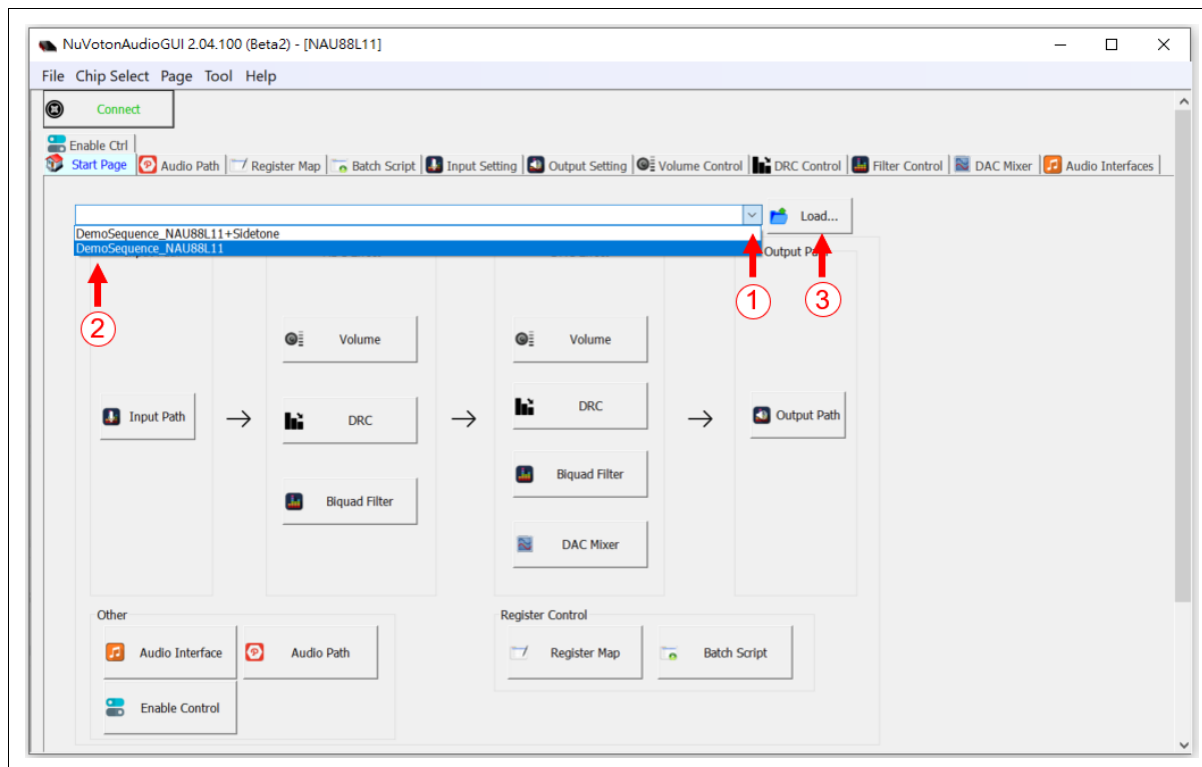 NuVotonAudioGUI 2.04.100 (Beta2) - [NAU88L11]
File Chip Select Page Tool Help
Connect
Enable Ctrl
Start Page Audio Path Register Map Batch Script Input Setting Output Setting Volume Control DRC Control Filter Control DAC Mixer Audio Interfaces
Load...
DemoSequence_NAU88L11+Sidetone
DemoSequence_NAU88L11
Output Path
1
3
2
Volume
Volume
Input Path
DRC
DRC
Output Path
Biquad Filter
Biquad Filter
DAC Mixer
Other
Register Control
Audio Interface
Audio Path
Register Map
Batch Script
Enable Control